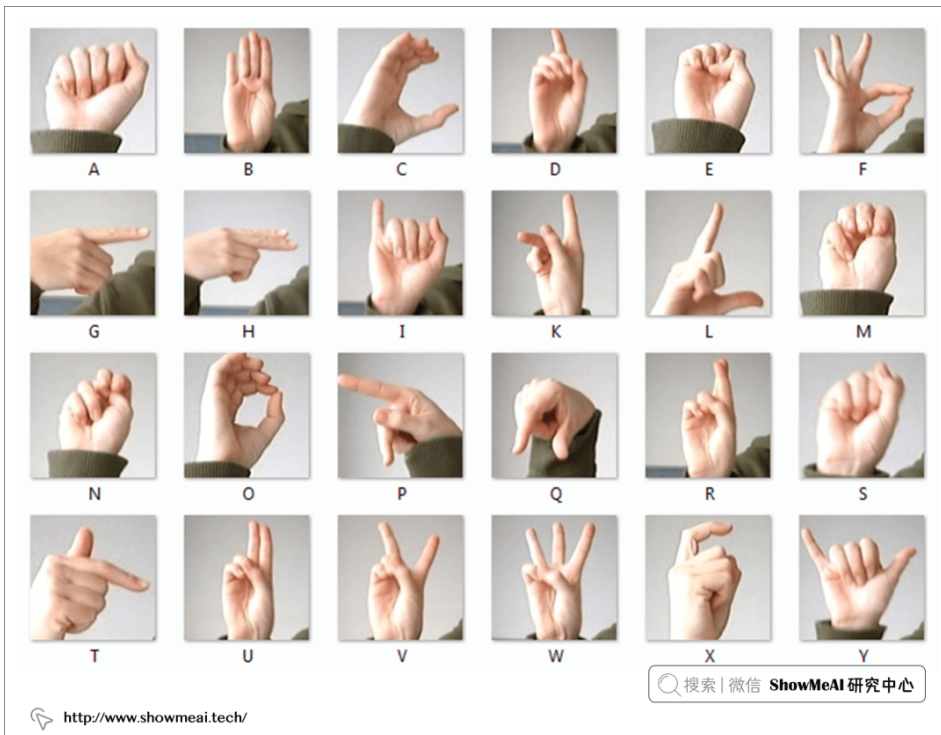 A B C D E F
G H I K L M
N O P Q R S
T U V W X Y
搜索 | 微信 ShowMeAI 研究中心
http://www.showmeai.tech/